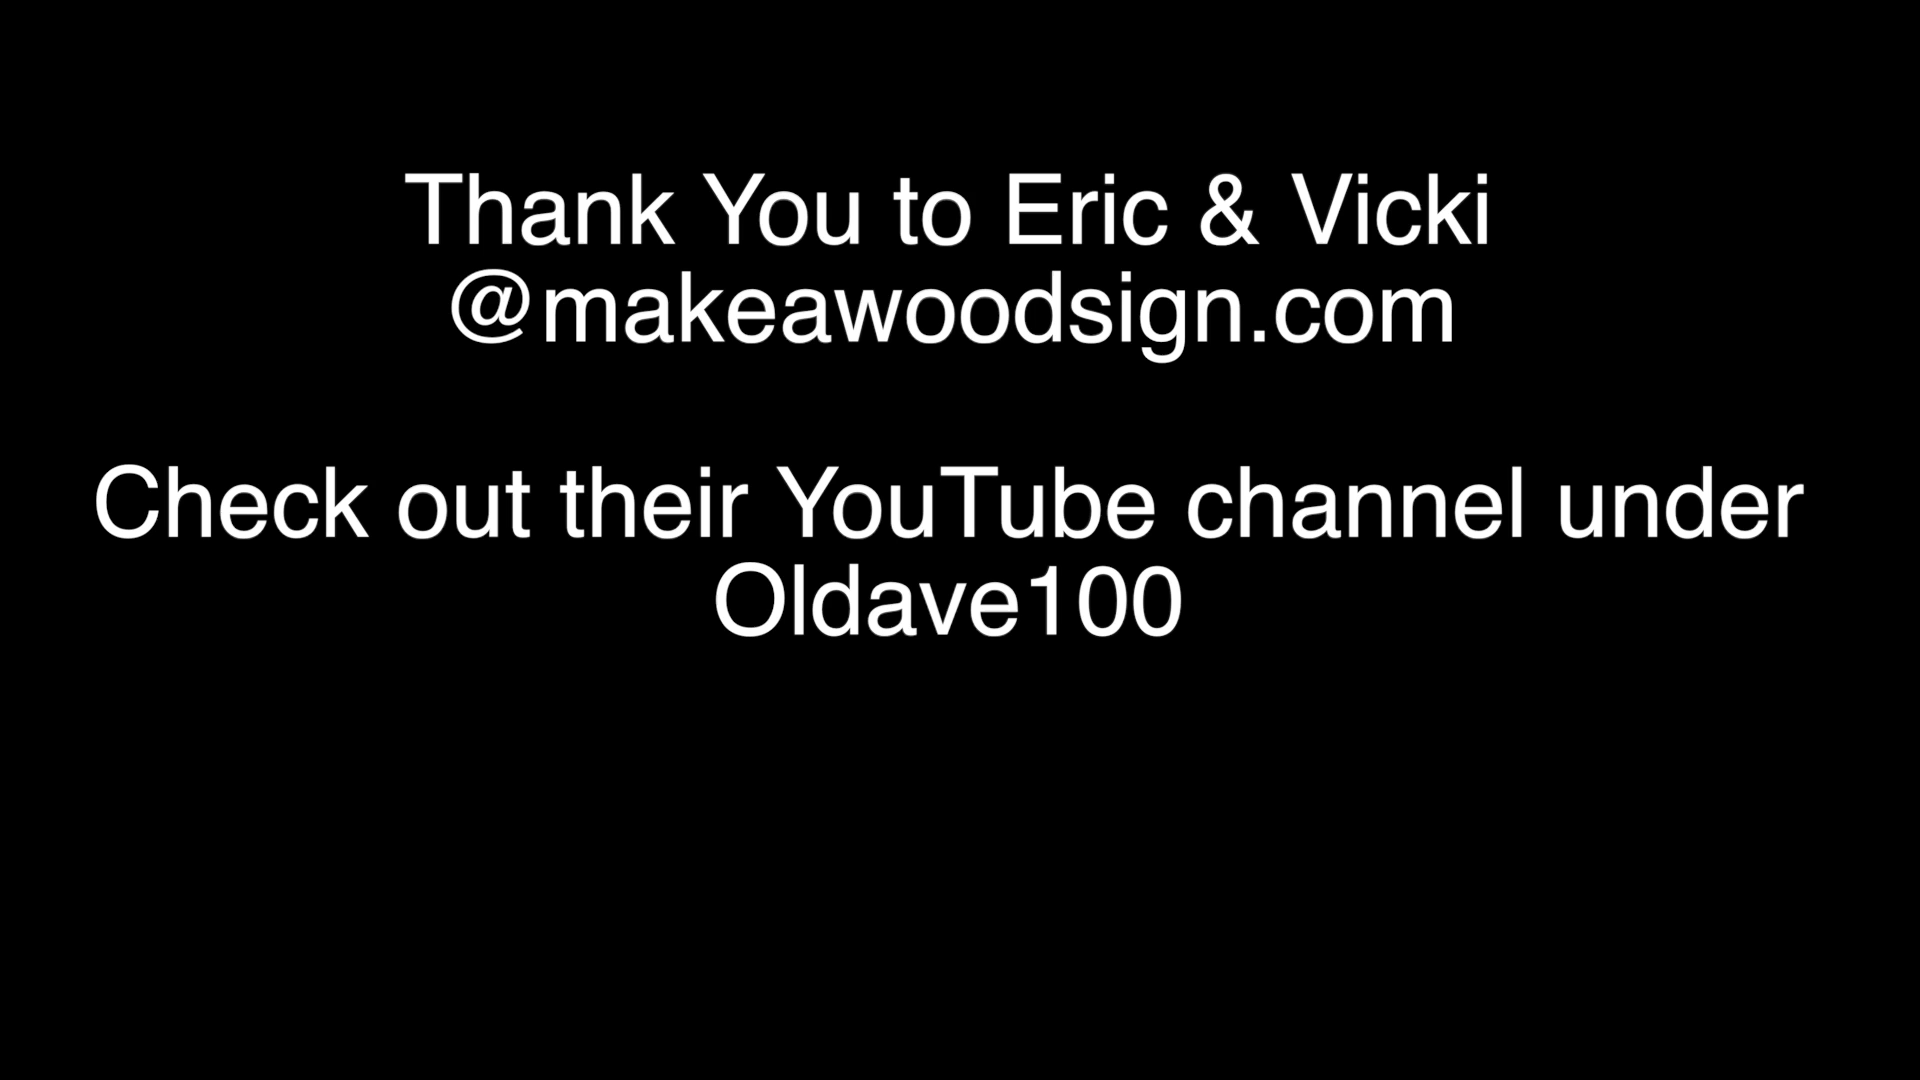 Thank You to Eric & Vicki
@makeawoodsign.com
Check out their YouTube channel under
Oldave100